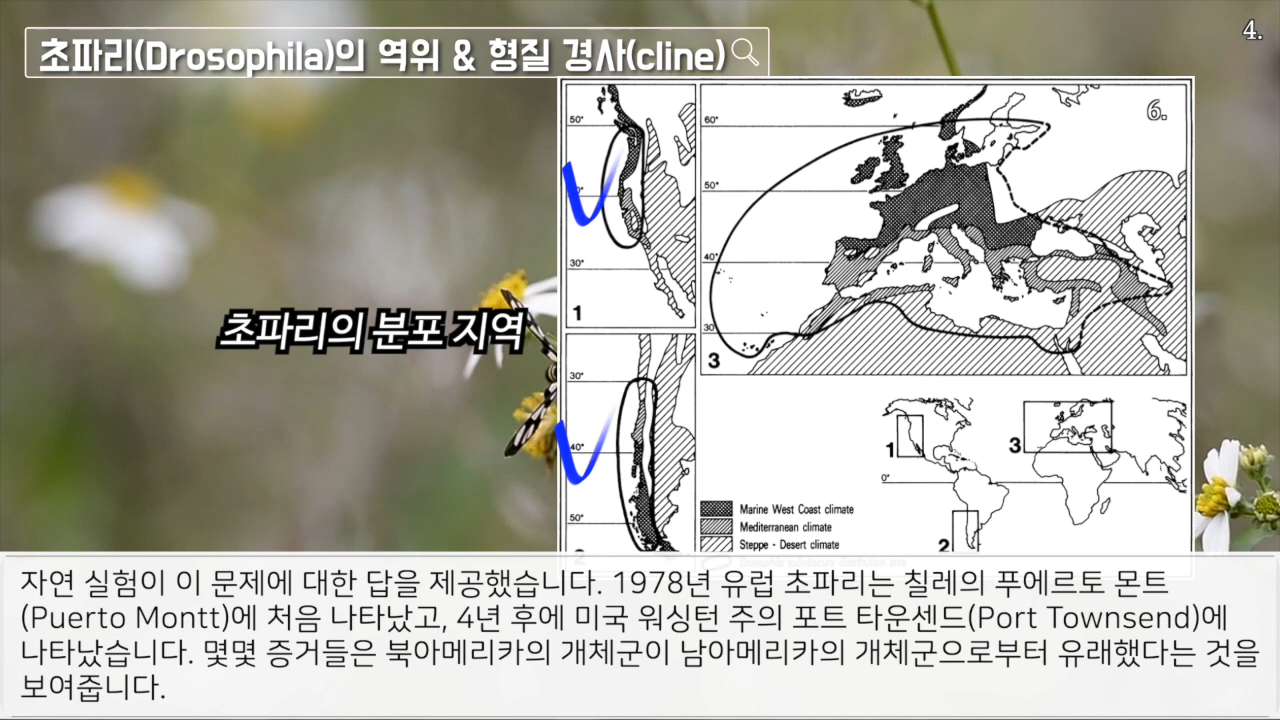 초파리(Drosophila)의 역위 & 형질 경사(cline)
4.
초파리의 분포 지역
50°
30°
1
60°
50°
40°
30°
3
6.
30°
40°
50°
0°
1
2
3
Marine West Coast climate
Mediterranean climate
Steppe - Desert climate
자연 실험이 이 문제에 대한 답을 제공했습니다. 1978년 유럽 초파리는 칠레의 푸에르토 몬트
(Puerto Montt)에 처음 나타났고, 4년 후에 미국 워싱턴 주의 포트 타운센드(Port Townsend)에
나타났습니다. 몇몇 증거들은 북아메리카의 개체군이 남아메리카의 개체군으로부터 유래했다는 것을
보여줍니다.